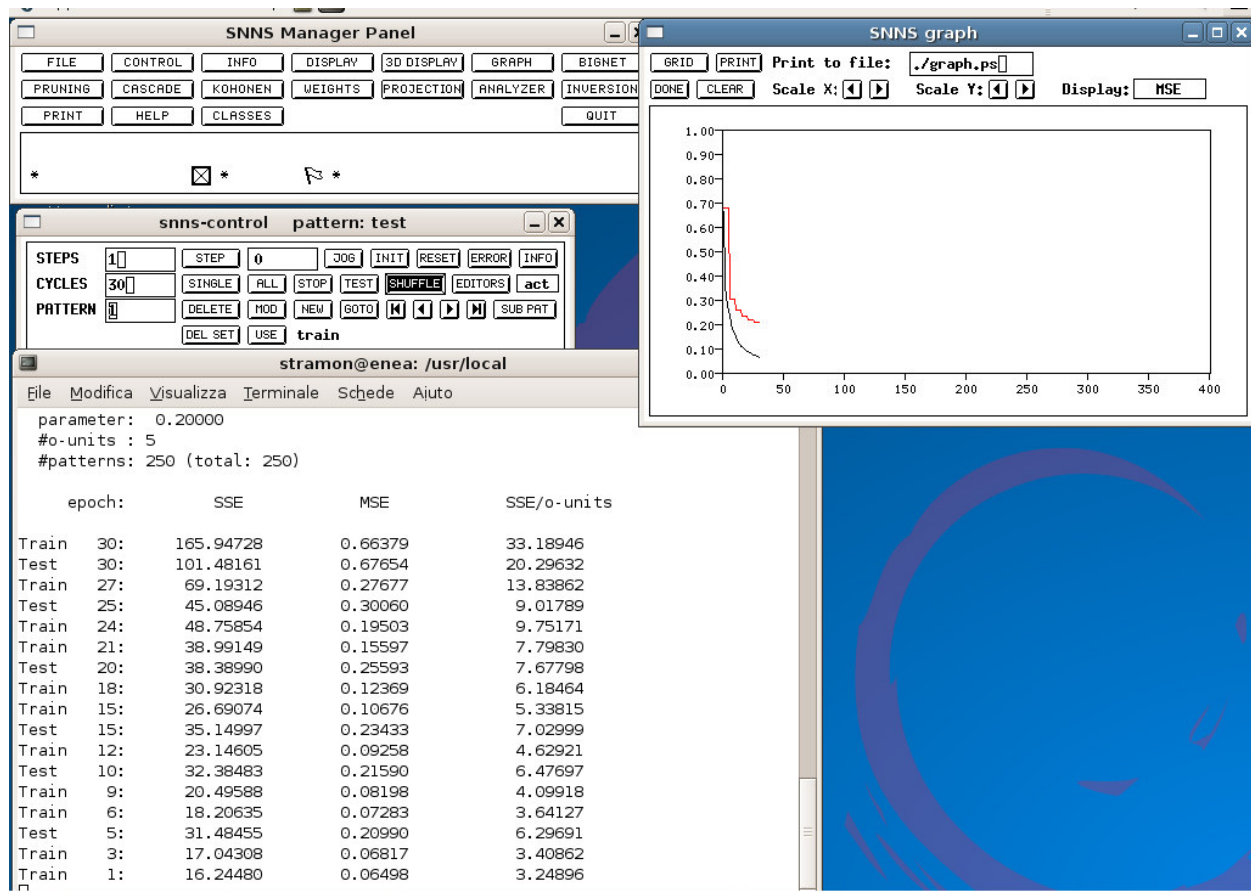 SNNS Manager Panel
FILE CONTROL INFO DISPLAY 3D DISPLAY GRAPH BIGNET
PRUNING CASCADE KOHONEN WEIGHTS PROJECTION ANALYZER INVERSION
PRINT HELP CLASSES QUIT
* * *
SNNS graph
GRID PRINT Print to file: ./graph.ps
DONE CLEAR Scale X: Scale Y: Display: MSE
1.00
0.90
0.80
0.70
0.60
0.50
0.40
0.30
0.20
0.10
0.00
0 50 100 150 200 250 300 350 400
snns-control pattern: test
STEPS 1 STEP 0 JOG INIT RESET ERROR INFO
CYCLES 30 SINGLE ALL STOP TEST SHUFFLE EDITORS act
PATTERN 1 DELETE MOD NEW GOTO SUB PAT
DEL SET USE train
stramon@enea: /usr/local
File Modifica Visualizza Terminale Schede Aiuto
parameter: 0.20000
#o-units : 5
#patterns: 250 (total: 250)
epoch: SSE MSE SSE/o-units
Train 30: 165.94728 0.66379 33.18946
Test 30: 101.48161 0.67654 20.29632
Train 27: 69.19312 0.27677 13.83862
Test 25: 45.08946 0.30060 9.01789
Train 24: 48.75854 0.19503 9.75171
Train 21: 38.99149 0.15597 7.79830
Test 20: 38.38990 0.25593 7.67798
Train 18: 30.92318 0.12369 6.18464
Train 15: 26.69074 0.10676 5.33815
Test 15: 35.14997 0.23433 7.02999
Train 12: 23.14605 0.09258 4.62921
Test 10: 32.38483 0.21590 6.47697
Train 9: 20.49588 0.08198 4.09918
Train 6: 18.20635 0.07283 3.64127
Test 5: 31.48455 0.20990 6.29691
Train 3: 17.04308 0.06817 3.40862
Train 1: 16.24480 0.06498 3.24896